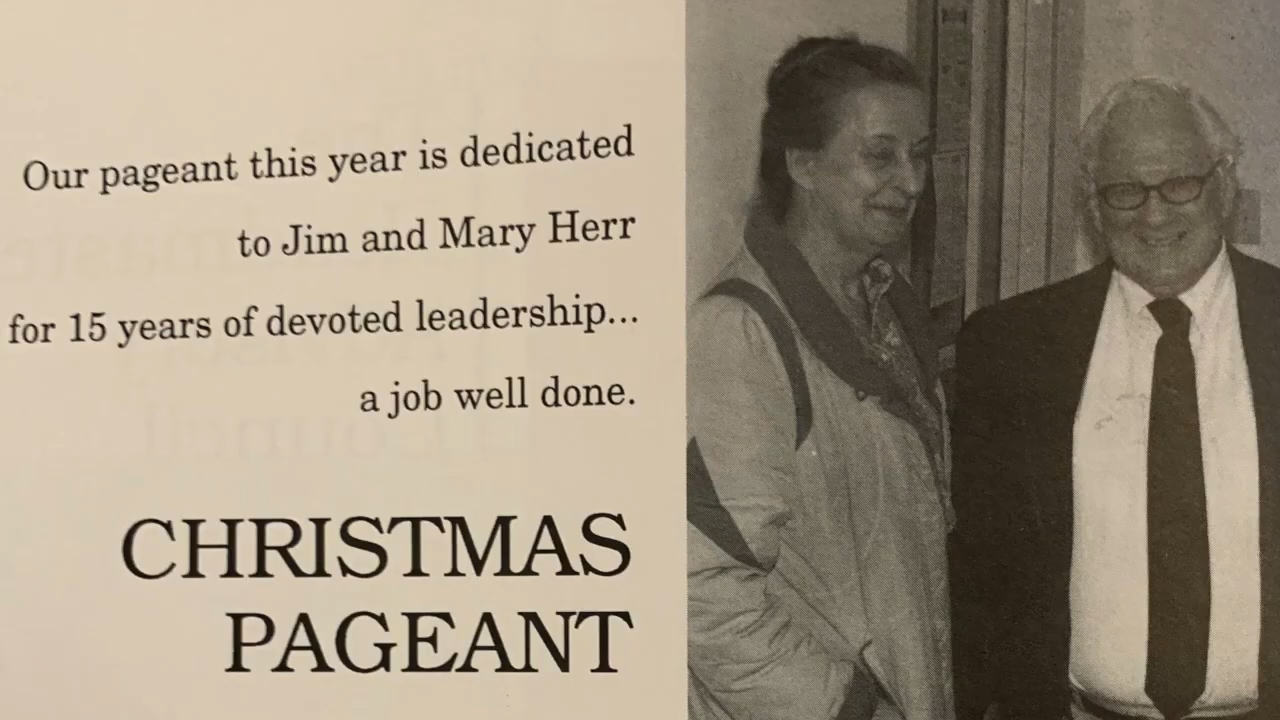 Our pageant this year is dedicated
to Jim and Mary Herr
for 15 years of devoted leadership...
a job well done.
CHRISTMAS
PAGEANT